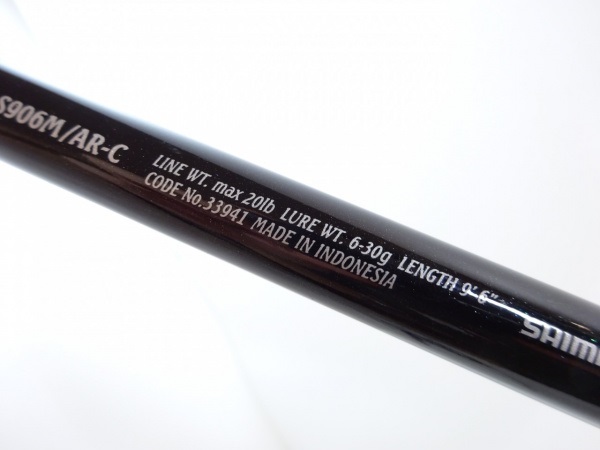 S906M/AR-C
LINE WT. max 20lb LURE WT. 6-30g LENGTH 9'6"
CODE No.33941 MADE IN INDONESIA